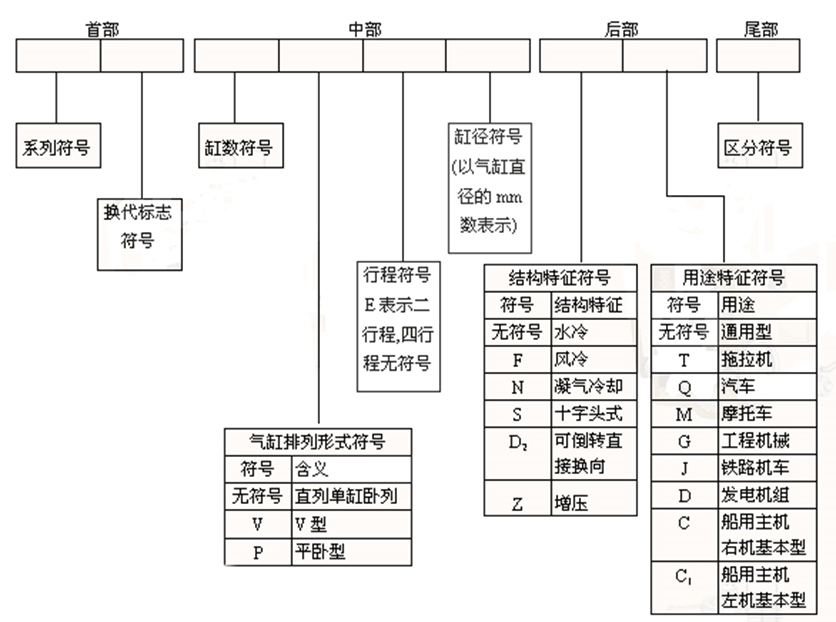 首部 中部 后部 尾部
系列符号
换代标志
符号
缸数符号
缸径符号
(以气缸直
径的 mm
数表示)
区分符号
行程符号
E表示二
行程,四行
程无符号
气缸排列形式符号
符号 含义
无符号 直列单缸卧列
V V型
P 平卧型
结构特征符号
符号 结构特征
无符号 水冷
F 风冷
N 凝气冷却
S 十字头式
D₂ 可倒转直
接换向
Z 增压
用途特征符号
符号 用途
无符号 通用型
T 拖拉机
Q 汽车
M 摩托车
G 工程机械
J 铁路机车
D 发电机组
C 船用主机
右机基本型
C₁ 船用主机
左机基本型